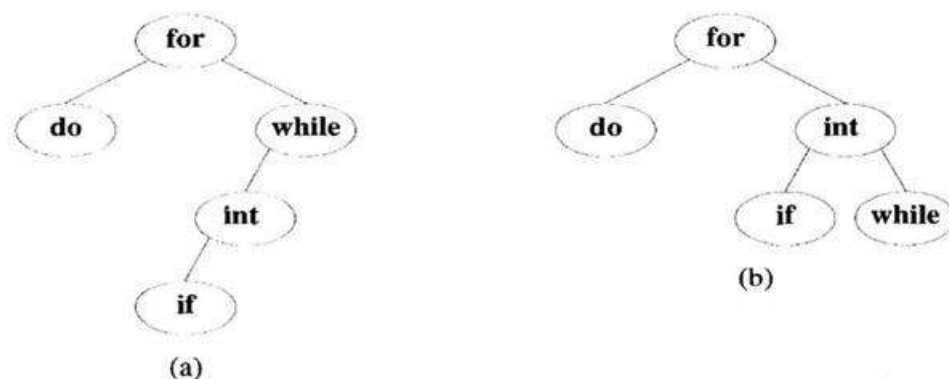 for
for
do
while
do
int
int
if
while
if
(b)
(a)